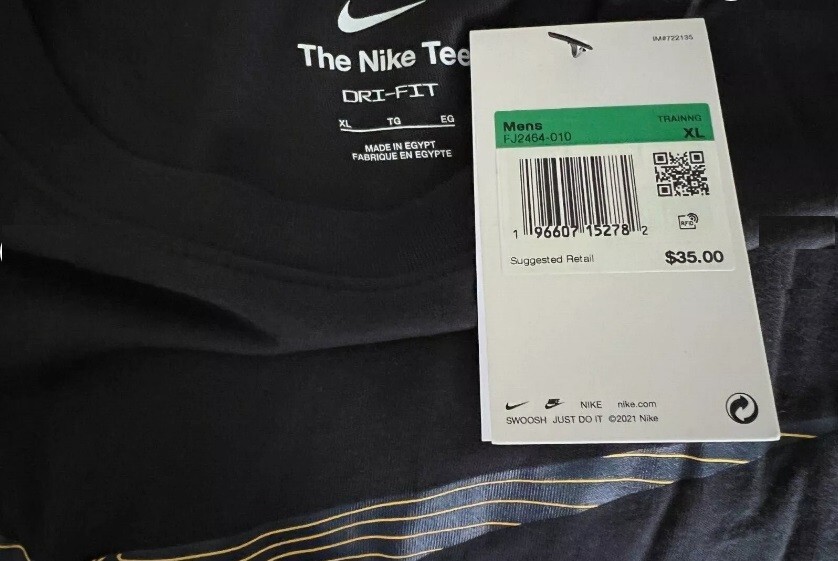 The Nike Tee
DRI-FIT
XL TG EG
MADE IN EGYPT
FABRIQUE EN EGYPTE
IM#722135
Mens TRAINNG
FJ2464-010 XL
RFID
1 96607 15278 2
Suggested Retail $35.00
NIKE nike.com
SWOOSH JUST DO IT ©2021 Nike